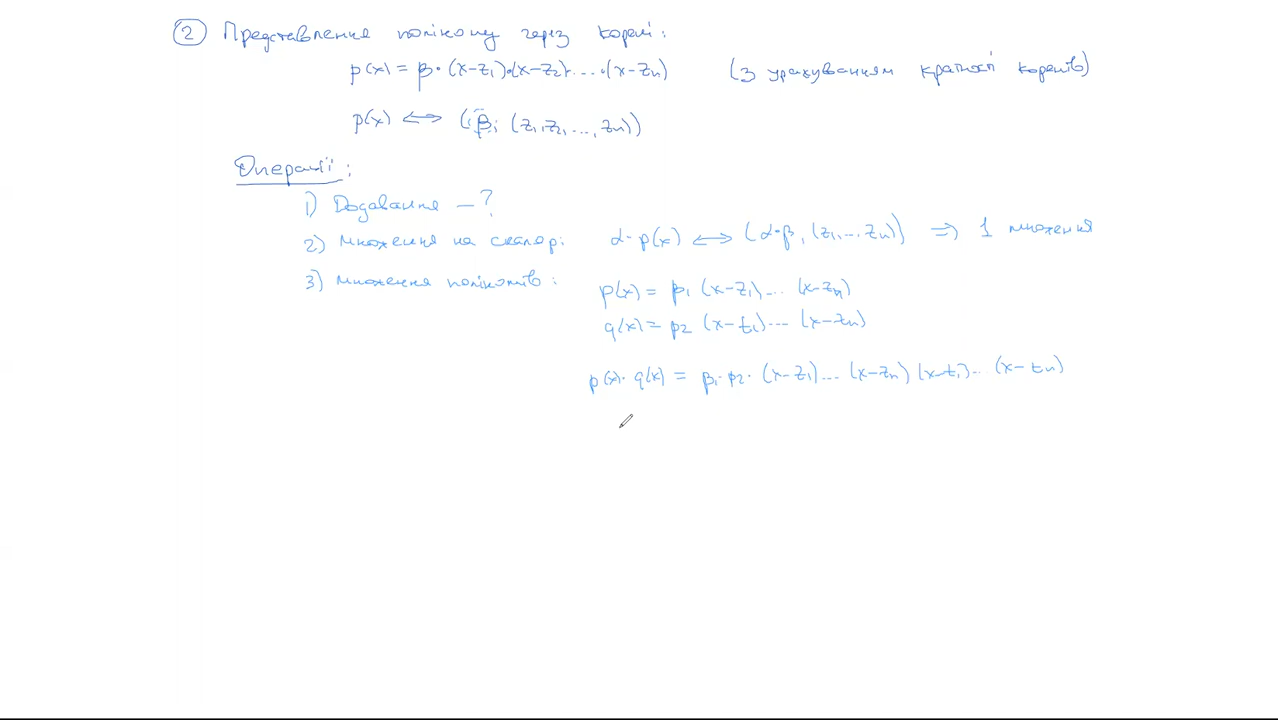 ② Представлення поліному через корені:
p(x) = β·(x-z₁)·(x-z₂)·...·(x-zₙ) (з урахуванням кратності коренів)
p(x) ⟺ (β; (z₁, z₂, ..., zₙ))
Операції:
1) Додавання — ?
2) множення на скаляр: α·p(x) ⟺ (α·β, (z₁, ..., zₙ)) ⇒ 1 множення
3) множення поліномів: p(x) = β₁ (x-z₁)... (x-zₙ)
q(x) = β₂ (x-t₁)... (x-zₙ)
p(x)·q(x) = β₁·β₂·(x-z₁)... (x-zₙ)(x-t₁)... (x-tₙ)